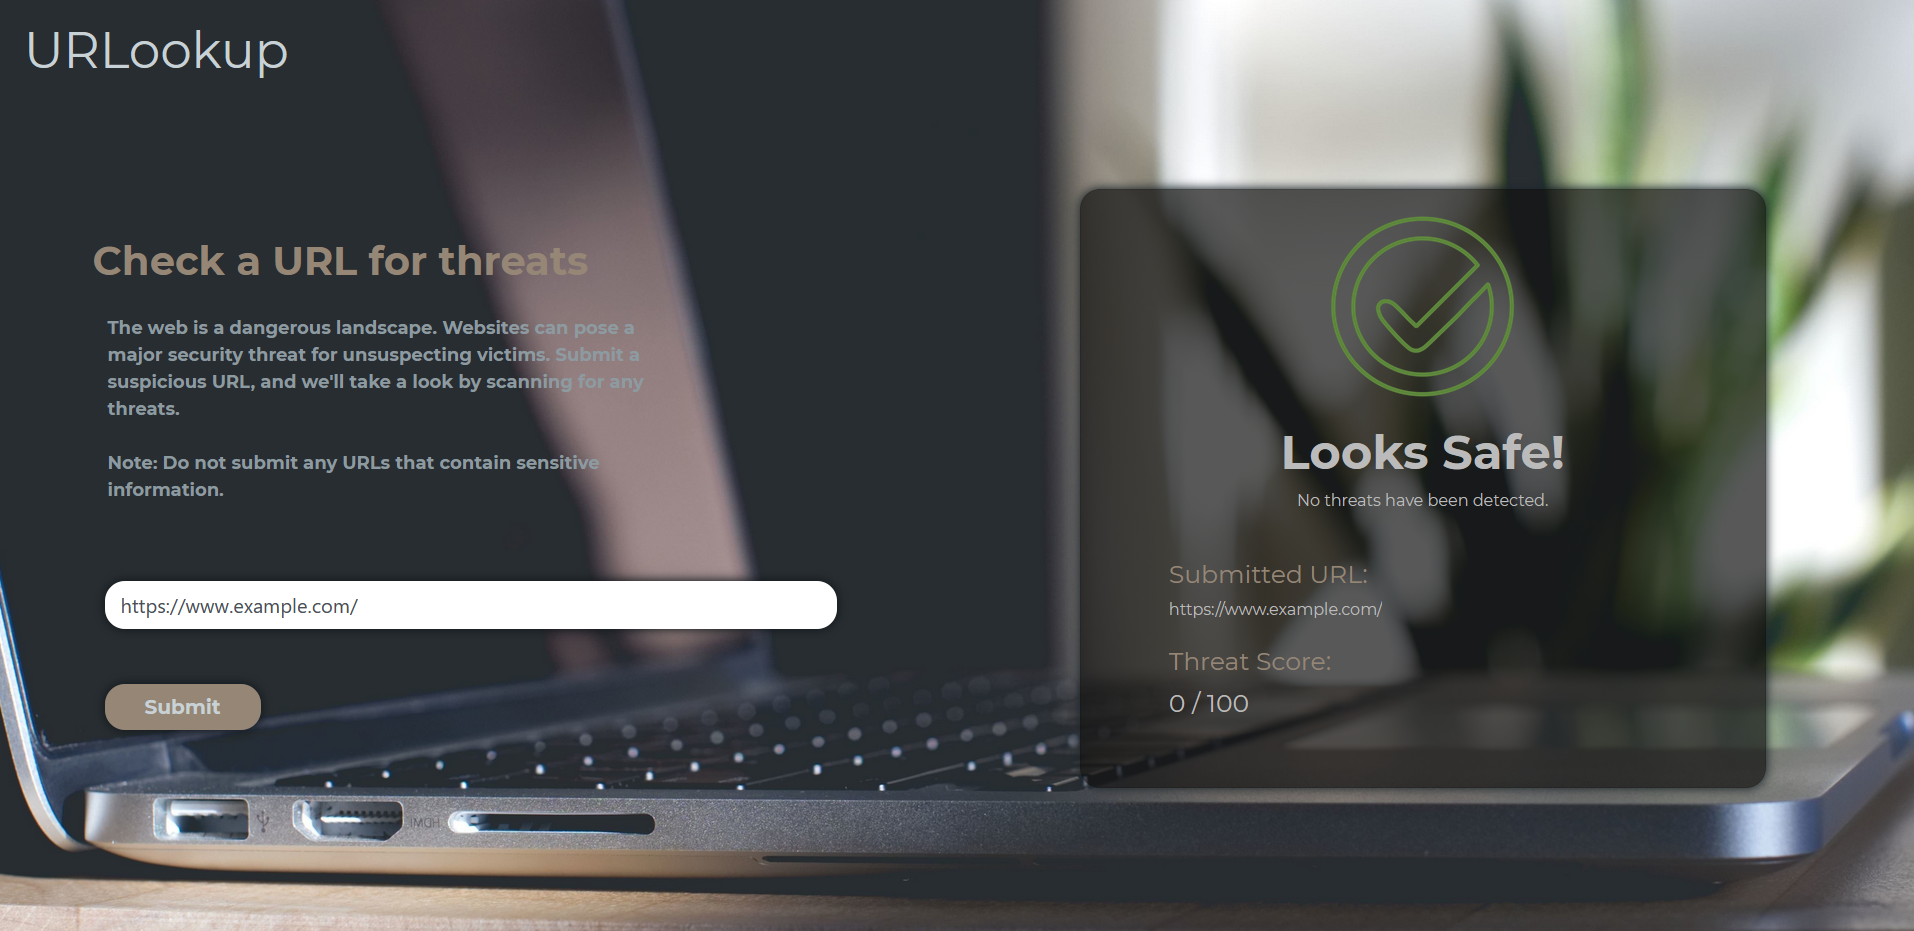 URLookup
Check a URL for threats
The web is a dangerous landscape. Websites can pose a
major security threat for unsuspecting victims. Submit a
suspicious URL, and we'll take a look by scanning for any
threats.
Note: Do not submit any URLs that contain sensitive
information.
https://www.example.com/
Submit
Looks Safe!
No threats have been detected.
Submitted URL:
https://www.example.com/
Threat Score:
0 / 100
HDMI